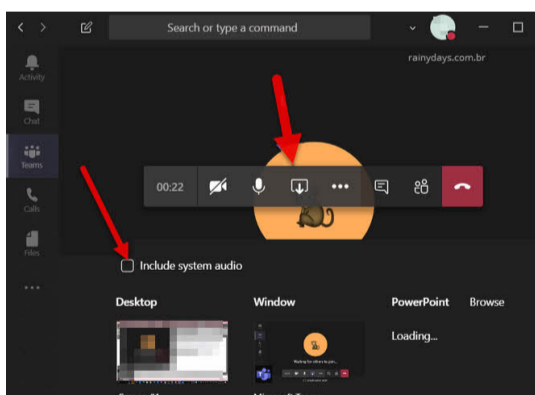 Search or type a command
rainydays.com.br
Activity
Chat
Teams
Calls
Files
00:22
Include system audio
Desktop
Window
PowerPoint
Browse
Loading...